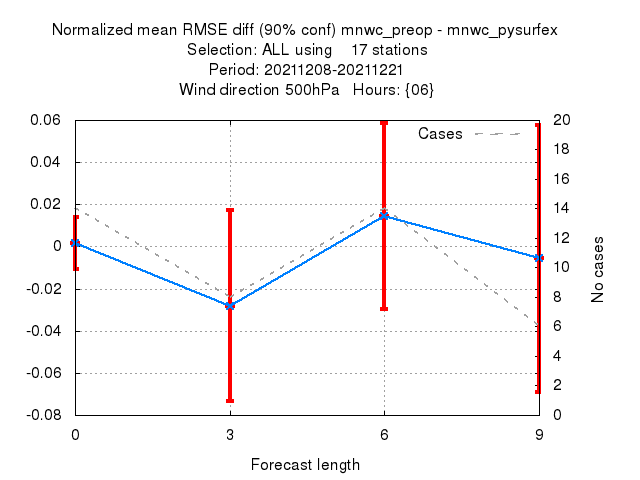 Normalized mean RMSE diff (90% conf) mnwc_preop - mnwc_pysurfex
Selection: ALL using    17 stations
Period: 20211208-20211221
Wind direction 500hPa   Hours: {06}
0.06
0.04
0.02
0
-0.02
-0.04
-0.06
-0.08
Cases
20
18
16
14
12
10
8
6
4
2
0
No cases
0 3 6 9
Forecast length